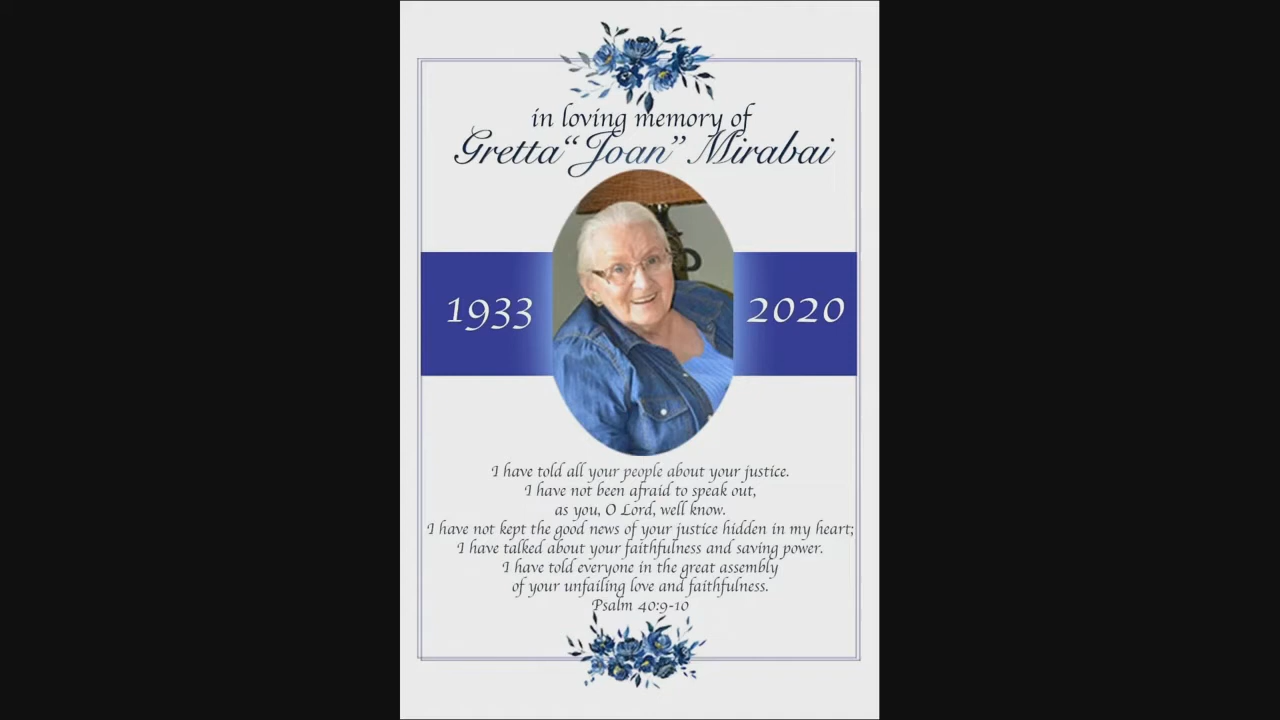 in loving memory of
Gretta "Joan" Mirabai
1933
2020
I have told all your people about your justice.
I have not been afraid to speak out,
as you, O Lord, well know.
I have not kept the good news of your justice hidden in my heart;
I have talked about your faithfulness and saving power.
I have told everyone in the great assembly
of your unfailing love and faithfulness.
Psalm 40:9-10